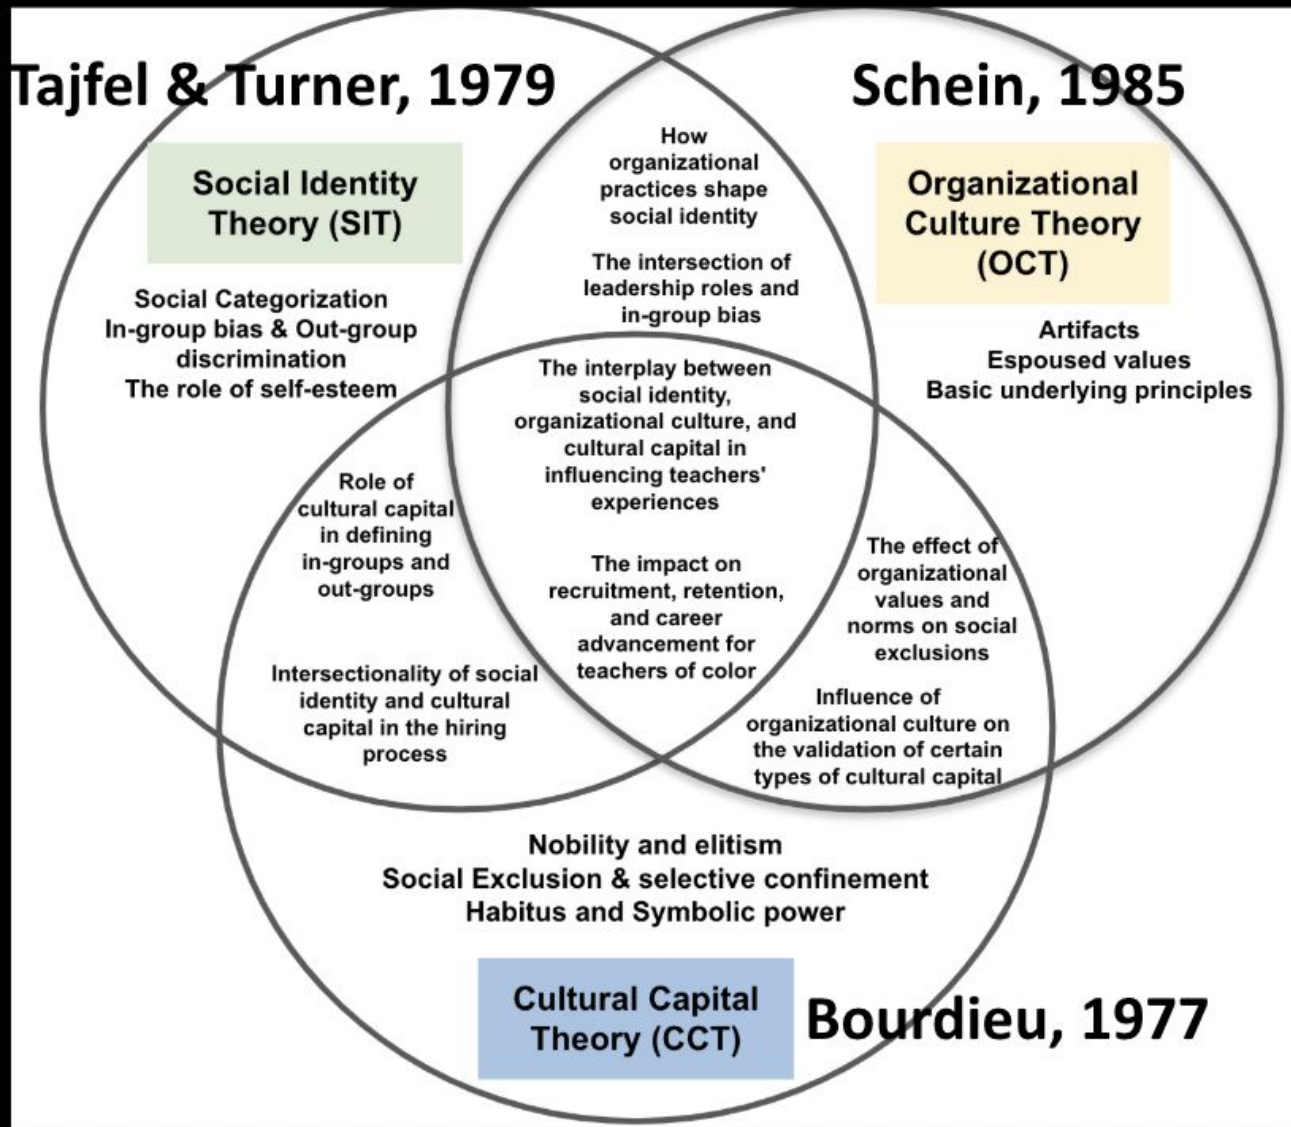 Tajfel & Turner, 1979
Schein, 1985
Social Identity
Theory (SIT)
Social Categorization
In-group bias & Out-group
discrimination
The role of self-esteem
How
organizational
practices shape
social identity
The intersection of
leadership roles and
in-group bias
Organizational
Culture Theory
(OCT)
Artifacts
Espoused values
Basic underlying principles
The interplay between
social identity,
organizational culture, and
cultural capital in
influencing teachers'
experiences
The impact on
recruitment, retention,
and career
advancement for
teachers of color
Role of
cultural capital
in defining
in-groups and
out-groups
Intersectionality of social
identity and cultural
capital in the hiring
process
The effect of
organizational
values and
norms on social
exclusions
Influence of
organizational culture on
the validation of certain
types of cultural capital
Nobility and elitism
Social Exclusion & selective confinement
Habitus and Symbolic power
Cultural Capital
Theory (CCT)
Bourdieu, 1977